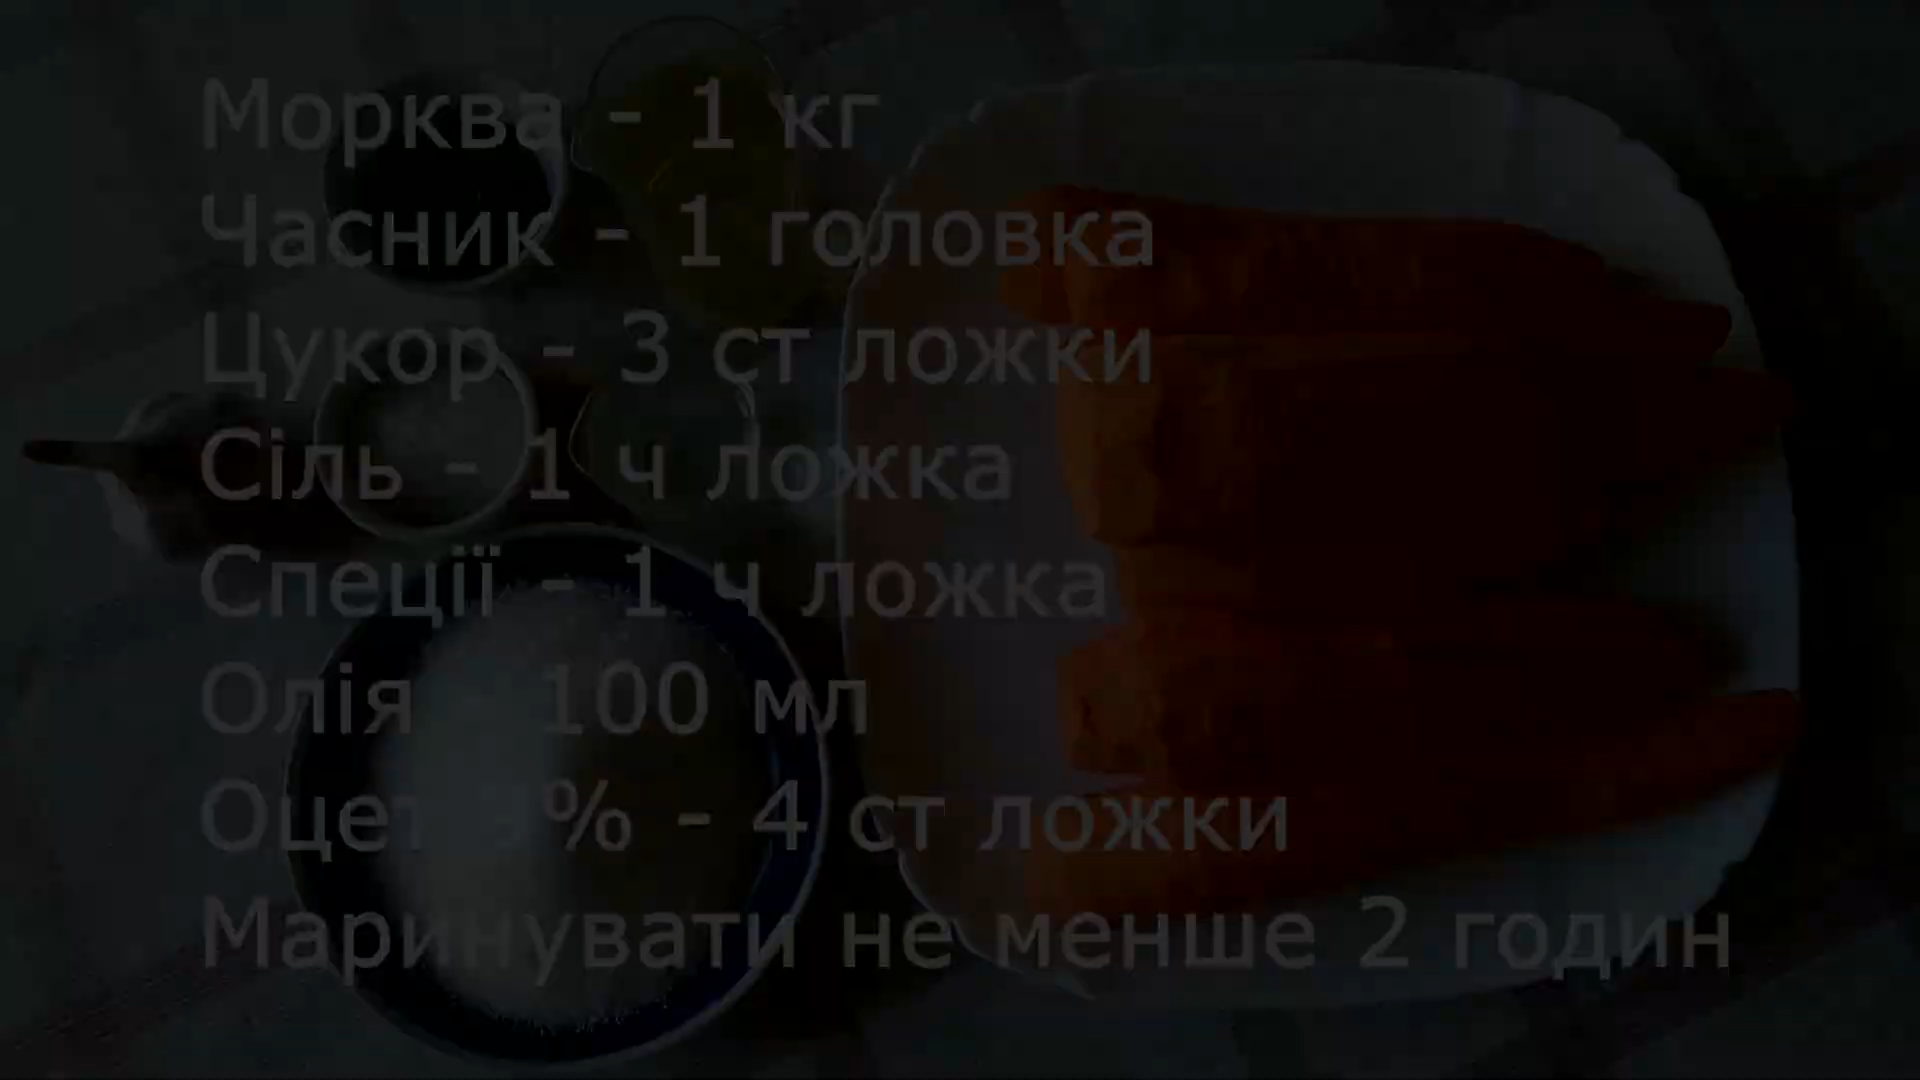 Морква - 1 кг
Часник - 1 головка
Цукор - 3 ст ложки
Сіль - 1 ч ложка
Спеції - 1 ч ложка
Олія - 100 мл
Оцет % - 4 ст ложки
Маринувати не менше 2 годин